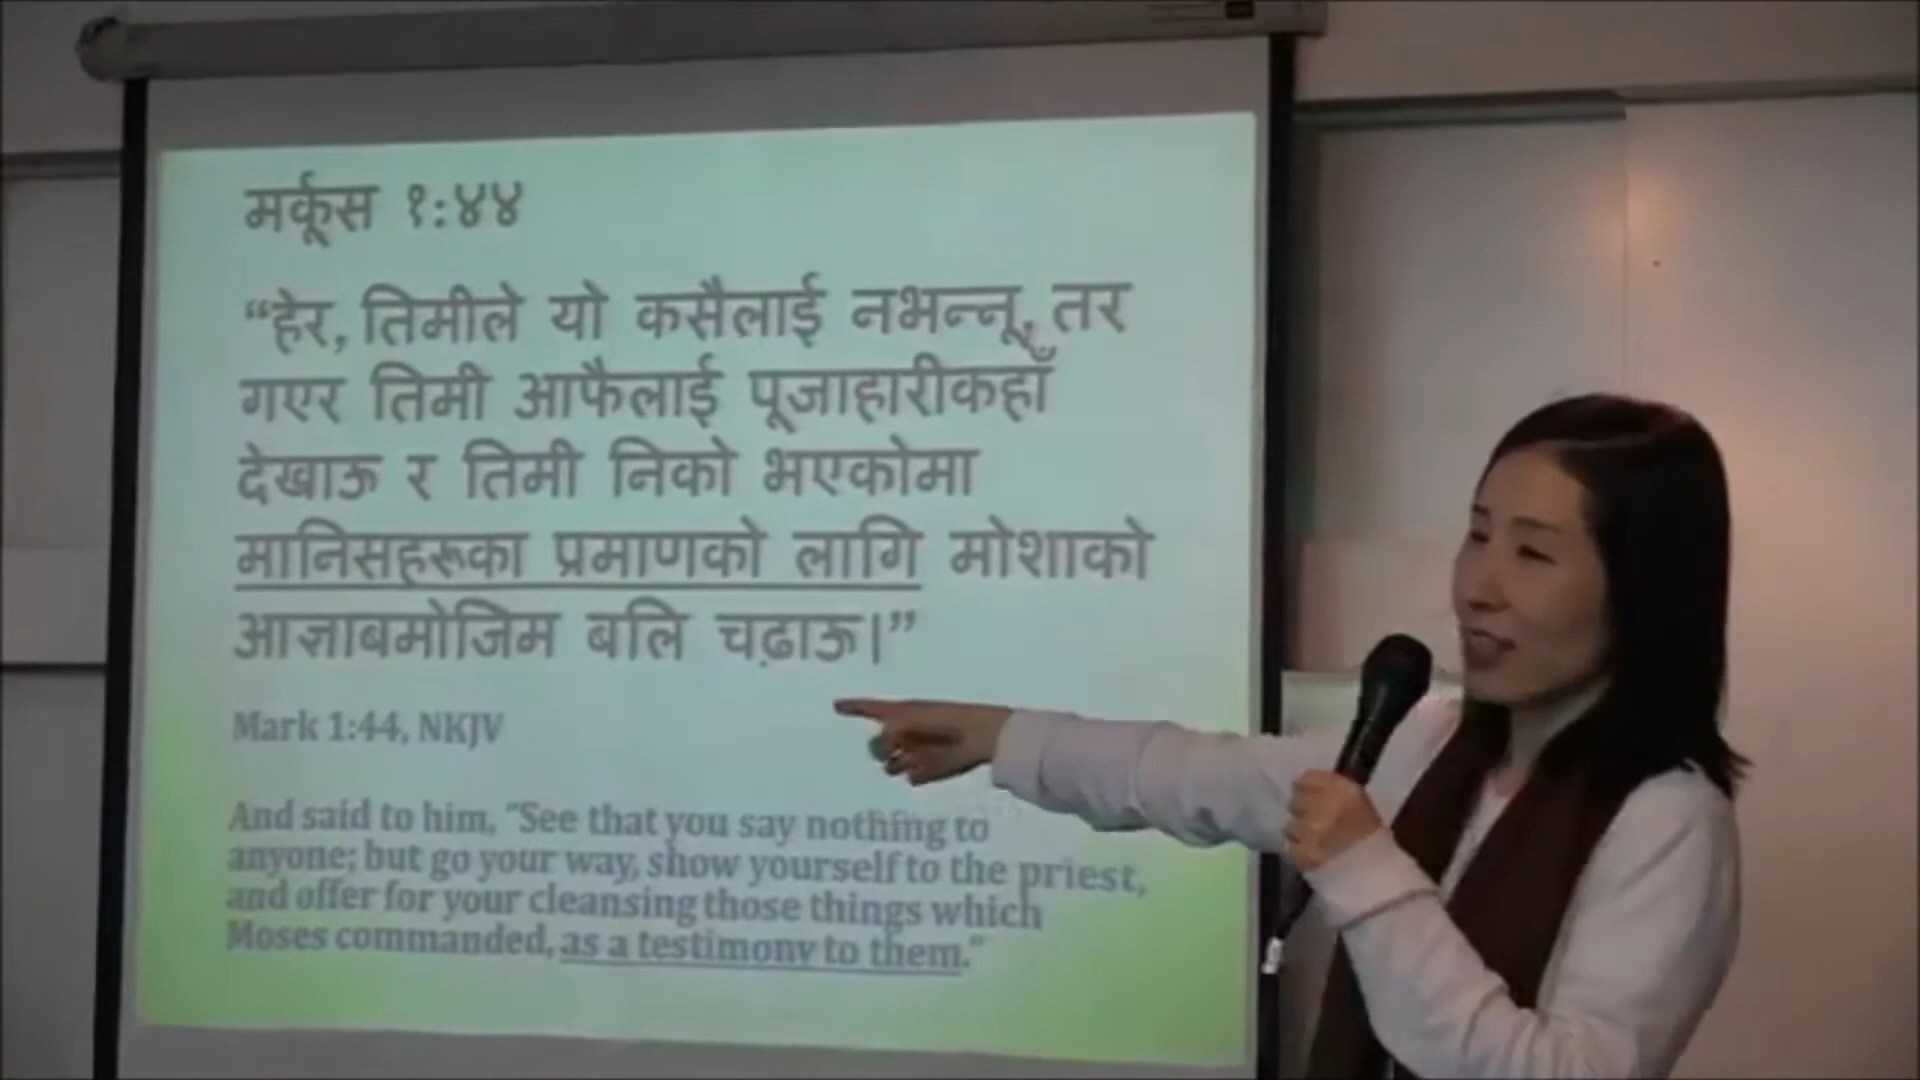 मर्कूस १:४४
“हेर, तिमीले यो कसैलाई नभन्नू, तर
गएर तिमी आफैलाई पूजाहारीकहाँ
देखाऊ र तिमी निको भएकोमा
मानिसहरूका प्रमाणको लागि मोशाको
आज्ञाबमोजिम बलि चढ़ाऊ।”
Mark 1:44, NKJV
And said to him, “See that you say nothing to
anyone; but go your way, show yourself to the priest,
and offer for your cleansing those things which
Moses commanded, as a testimony to them.”